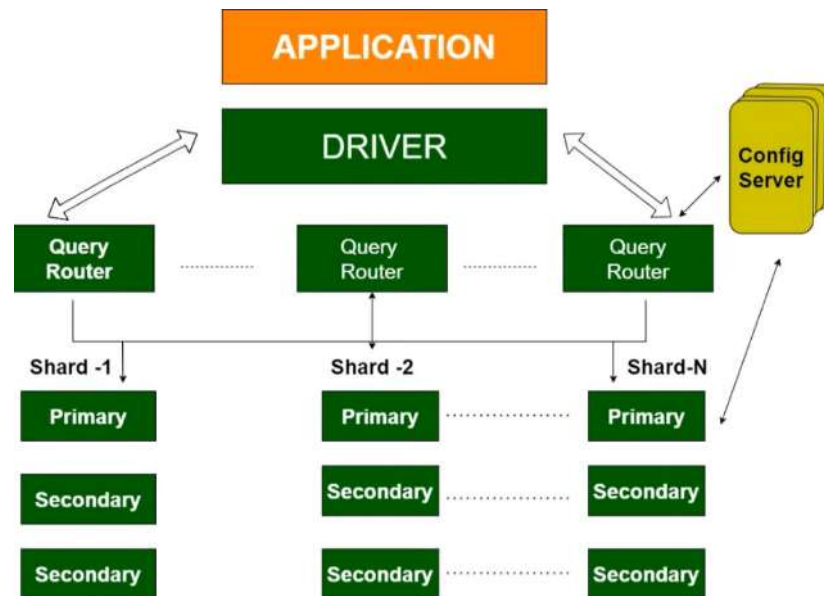 APPLICATION
DRIVER
Config
Server
Query
Router
Query
Router
Query
Router
Shard -1
Shard -2
Shard-N
Primary
Primary
Primary
Secondary
Secondary
Secondary
Secondary
Secondary
Secondary